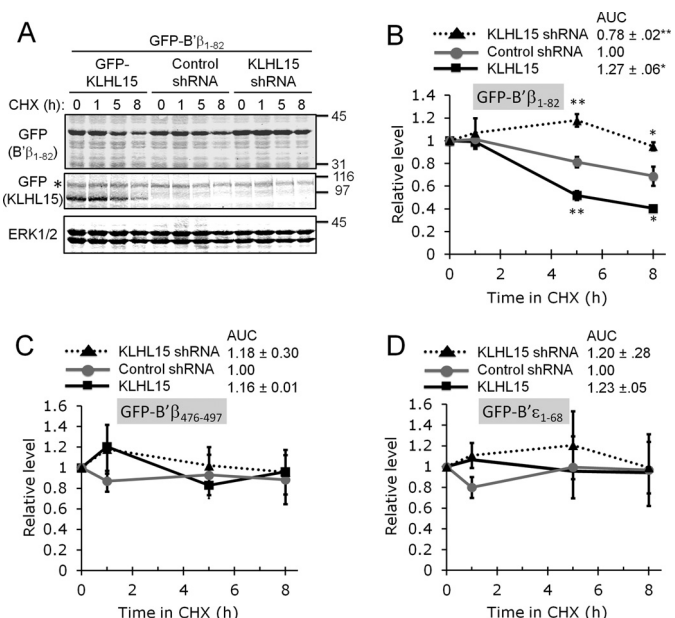 A
GFP-B'β1-82
GFP-KLHL15 Control shRNA KLHL15 shRNA
CHX (h): 0 1 5 8 0 1 5 8 0 1 5 8
45
GFP
(B'β1-82)
31
116
GFP *
97
(KLHL15)
45
ERK1/2
B
AUC
KLHL15 shRNA 0.78 ± .02**
Control shRNA 1.00
KLHL15 1.27 ± .06*
GFP-B'β1-82
1.4
1.2
1
0.8
0.6
0.4
0.2
0
Relative level
**
*
**
*
0 2 4 6 8
Time in CHX (h)
C
AUC
KLHL15 shRNA 1.18 ± 0.30
Control shRNA 1.00
KLHL15 1.16 ± 0.01
GFP-B'β476-497
1.6
1.4
1.2
1
0.8
0.6
0.4
0.2
0
Relative level
0 2 4 6 8
Time in CHX (h)
D
AUC
KLHL15 shRNA 1.20 ± .28
Control shRNA 1.00
KLHL15 1.23 ±.05
GFP-B'ε1-68
1.6
1.4
1.2
1
0.8
0.6
0.4
0.2
0
Relative level
0 2 4 6 8
Time in CHX (h)